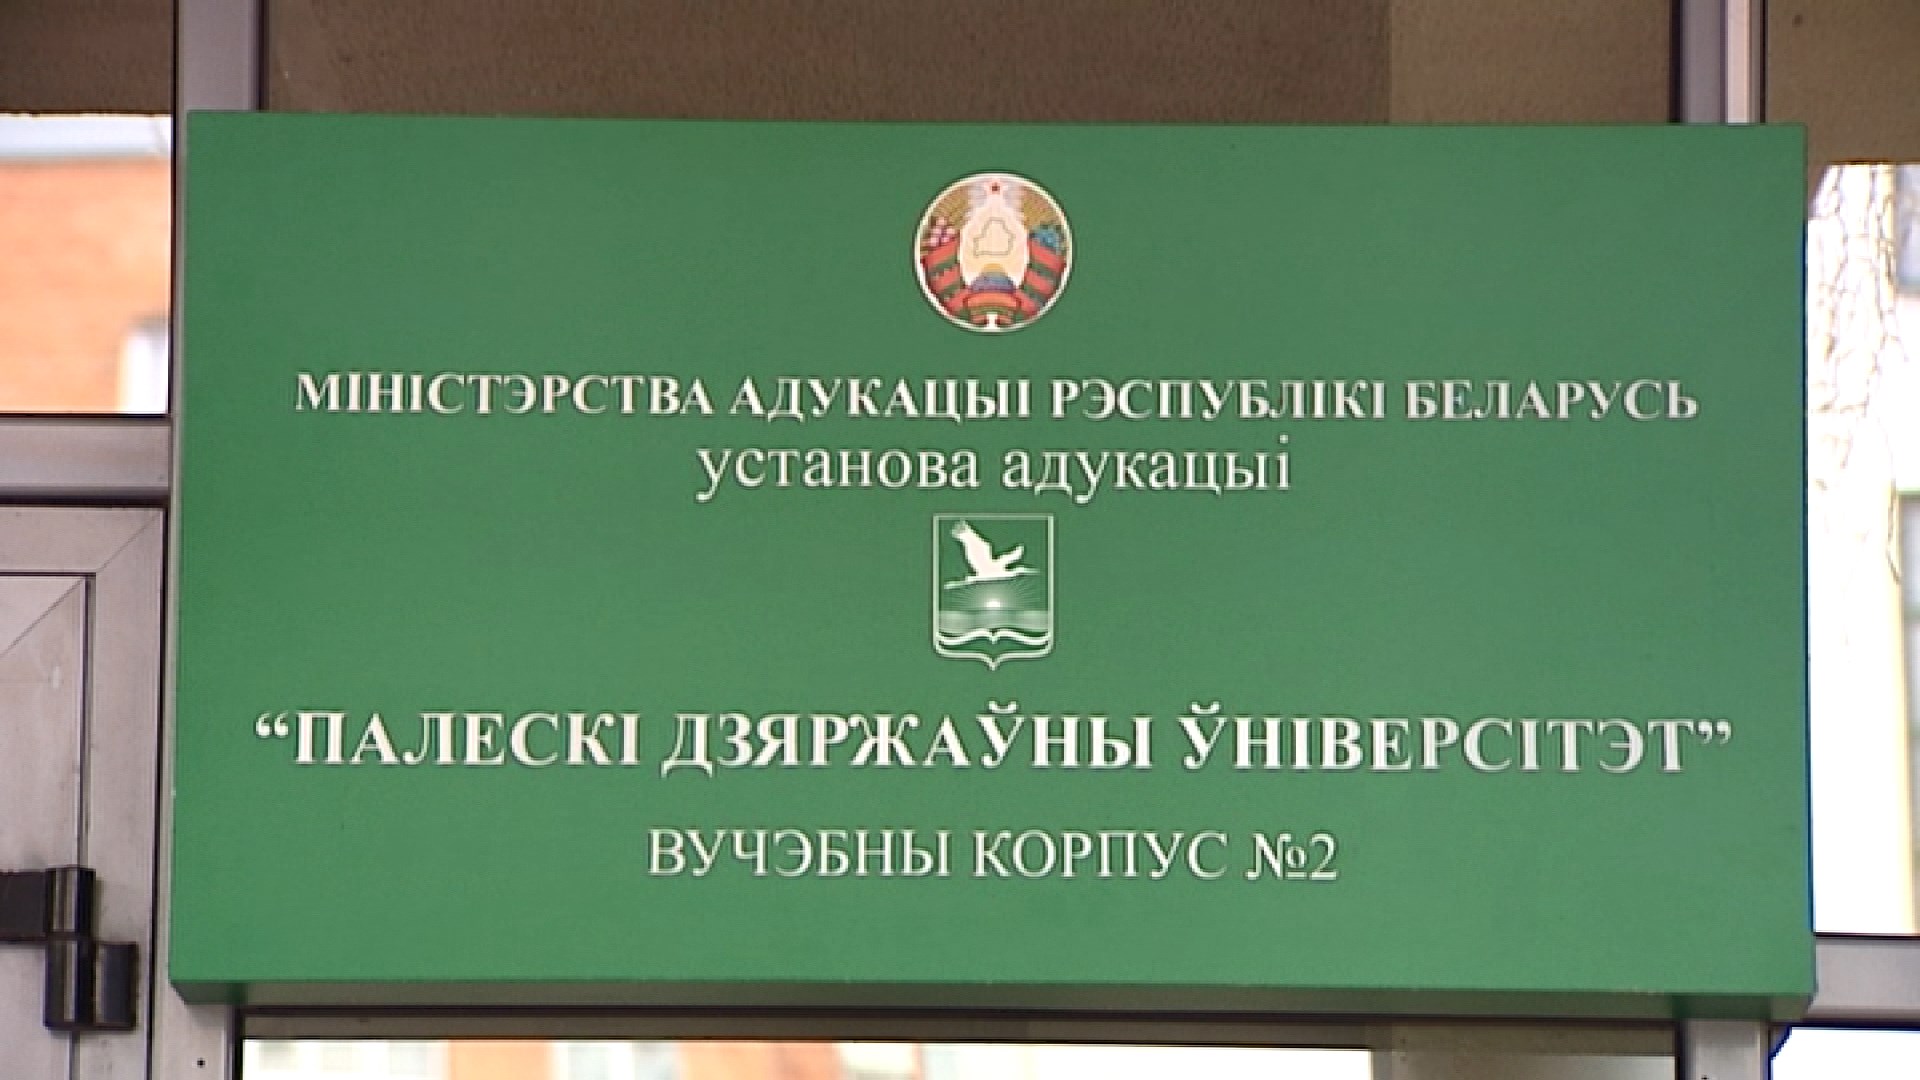 МІНІСТЭРСТВА АДУКАЦЫІ РЭСПУБЛІКІ БЕЛАРУСЬ
установа адукацыі
“ПАЛЕСКІ ДЗЯРЖАЎНЫ ЎНІВЕРСІТЭТ”
ВУЧЭБНЫ КОРПУС №2